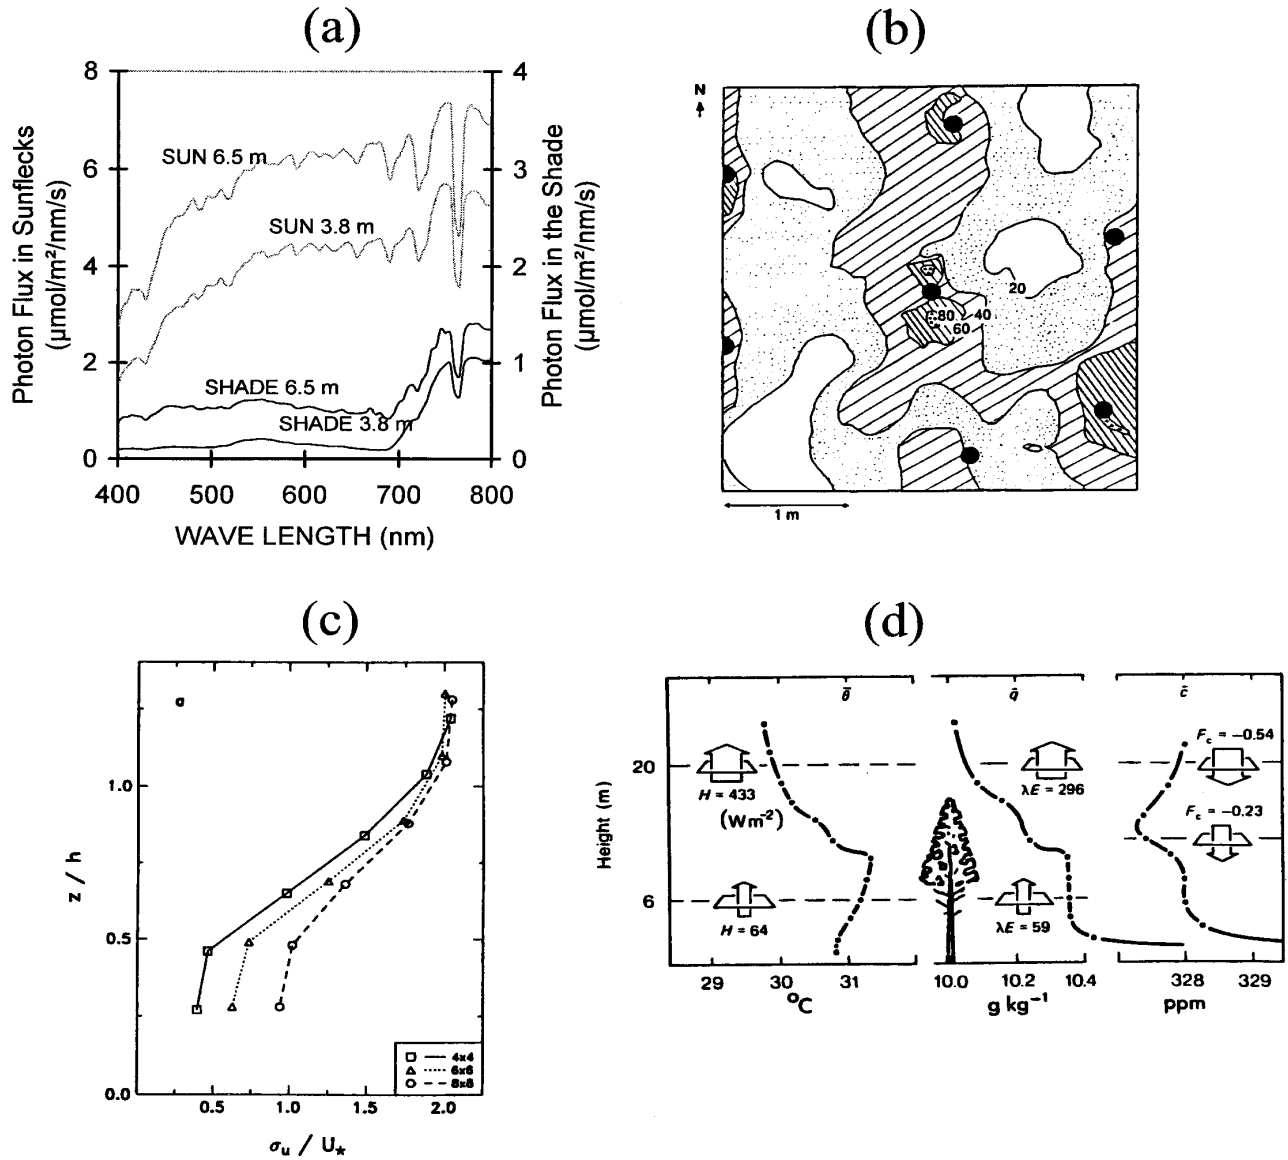 (a)
8
6
4
2
0
4
3
2
1
0
Photon Flux in Sunflecks
(µmol/m²/nm/s)
Photon Flux in the Shade
(µmol/m²/nm/s)
SUN 6.5 m
SUN 3.8 m
SHADE 6.5 m
SHADE 3.8 m
400 500 600 700 800
WAVE LENGTH (nm)
(b)
N
20
80 40
60
1 m
(c)
a
1.0
0.5
0.0
z / h
4x4
6x6
8x8
0.5 1.0 1.5 2.0
σu / U★
(d)
θ̄ q̄ c̄
Height (m)
20
6
H = 433
(Wm⁻²)
H = 64
λE = 296
λE = 59
Fc = −0.54
Fc = −0.23
29 30 31
°C
10.0 10.2 10.4
g kg⁻¹
328 329
ppm